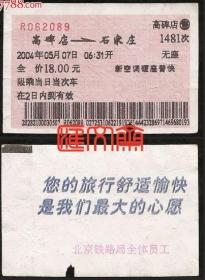 R062089
高碑店售
高碑店——石家庄
1481次
2004年05月07日 06:31开
无座
全 价18.00元
新空调硬座普快
限乘当日当次车
在2日内到有效
您的旅行舒适愉快
是我们最大的心愿
北京铁路局全体员工